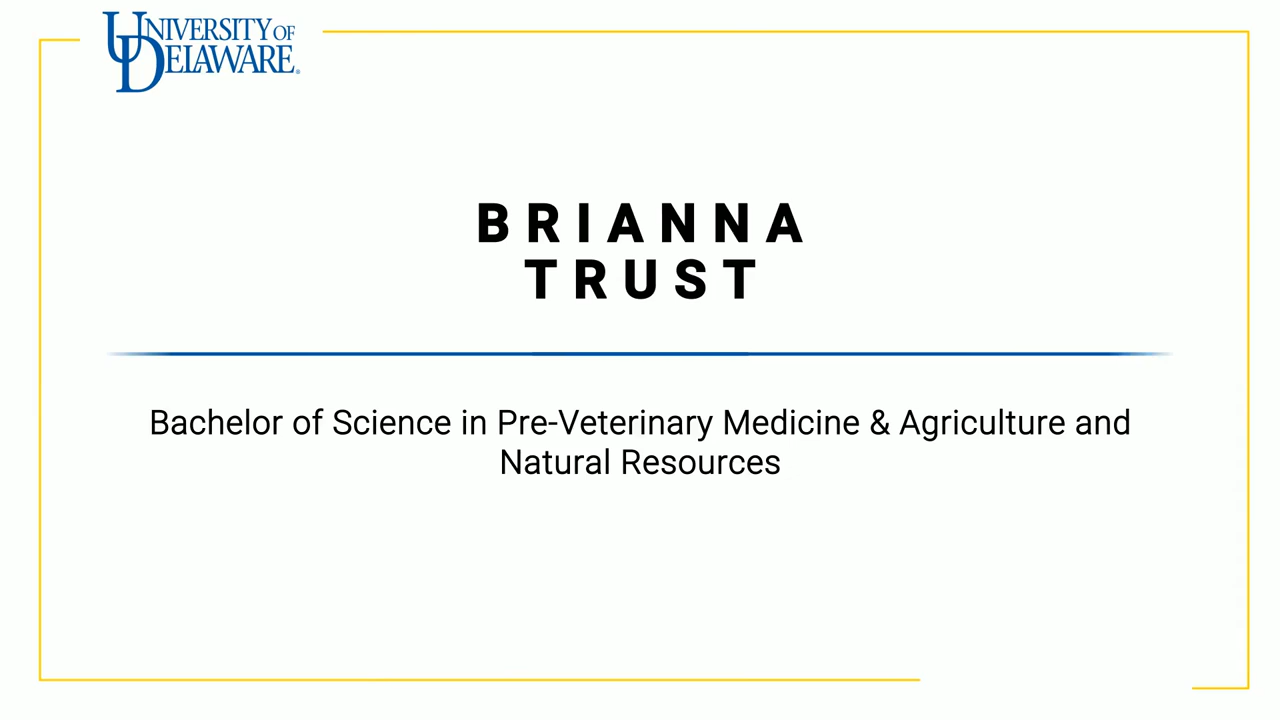 UNIVERSITY OF
DELAWARE
BRIANNA
TRUST
Bachelor of Science in Pre-Veterinary Medicine & Agriculture and
Natural Resources